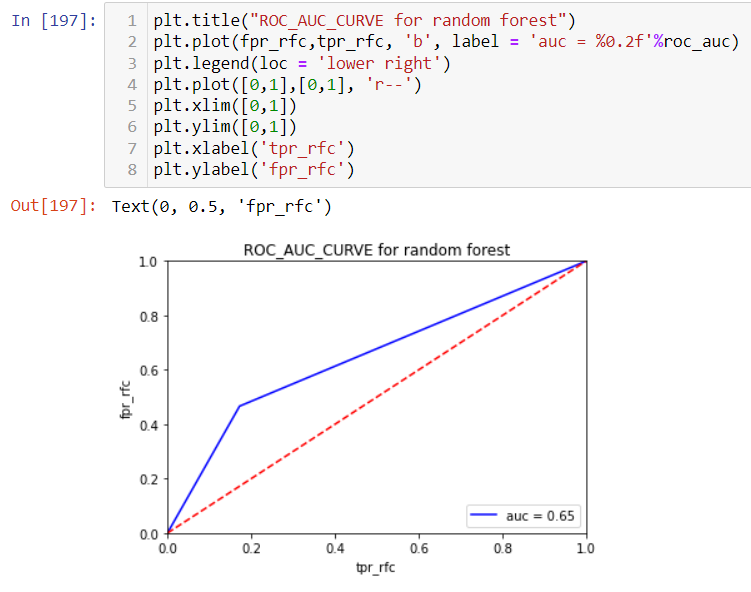 In [197]:
1 plt.title("ROC_AUC_CURVE for random forest")
2 plt.plot(fpr_rfc,tpr_rfc, 'b', label = 'auc = %0.2f'%roc_auc)
3 plt.legend(loc = 'lower right')
4 plt.plot([0,1],[0,1], 'r--')
5 plt.xlim([0,1])
6 plt.ylim([0,1])
7 plt.xlabel('tpr_rfc')
8 plt.ylabel('fpr_rfc')
Out[197]: Text(0, 0.5, 'fpr_rfc')
ROC_AUC_CURVE for random forest
1.0
0.8
0.6
0.4
0.2
0.0
fpr_rfc
auc = 0.65
0.0 0.2 0.4 0.6 0.8 1.0
tpr_rfc